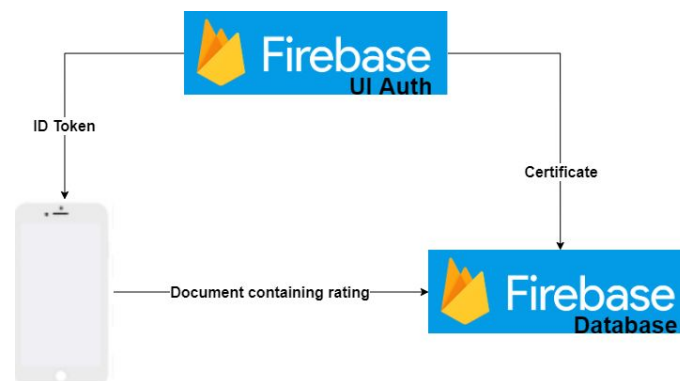 Firebase
UI Auth
ID Token
Certificate
Document containing rating
Firebase
Database